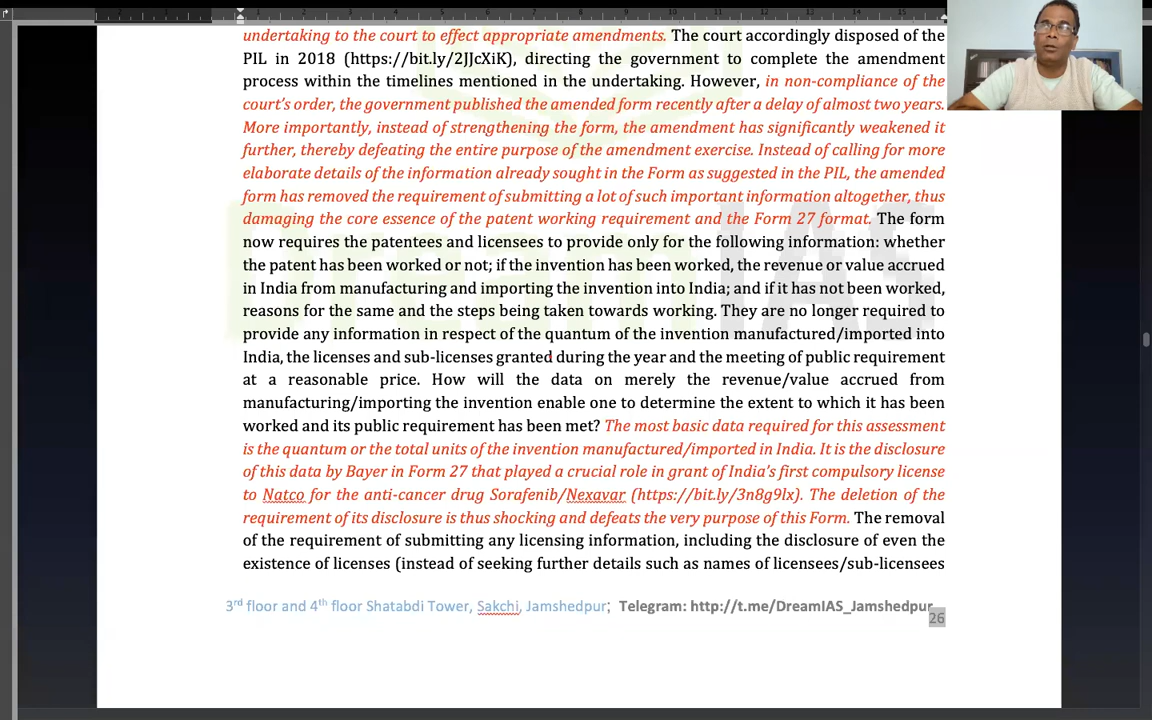 undertaking to the court to effect appropriate amendments. The court accordingly disposed of the
PIL in 2018 (https://bit.ly/2JJcXiK), directing the government to complete the amendment
process within the timelines mentioned in the undertaking. However, in non-compliance of the
court's order, the government published the amended form recently after a delay of almost two years.
More importantly, instead of strengthening the form, the amendment has significantly weakened it
further, thereby defeating the entire purpose of the amendment exercise. Instead of calling for more
elaborate details of the information already sought in the Form as suggested in the PIL, the amended
form has removed the requirement of submitting a lot of such important information altogether, thus
damaging the core essence of the patent working requirement and the Form 27 format. The form
now requires the patentees and licensees to provide only for the following information: whether
the patent has been worked or not; if the invention has been worked, the revenue or value accrued
in India from manufacturing and importing the invention into India; and if it has not been worked,
reasons for the same and the steps being taken towards working. They are no longer required to
provide any information in respect of the quantum of the invention manufactured/imported into
India, the licenses and sub-licenses granted during the year and the meeting of public requirement
at a reasonable price. How will the data on merely the revenue/value accrued from
manufacturing/importing the invention enable one to determine the extent to which it has been
worked and its public requirement has been met? The most basic data required for this assessment
is the quantum or the total units of the invention manufactured/imported in India. It is the disclosure
of this data by Bayer in Form 27 that played a crucial role in grant of India's first compulsory license
to Natco for the anti-cancer drug Sorafenib/Nexavar (https://bit.ly/3n8g9lx). The deletion of the
requirement of its disclosure is thus shocking and defeats the very purpose of this Form. The removal
of the requirement of submitting any licensing information, including the disclosure of even the
existence of licenses (instead of seeking further details such as names of licensees/sub-licensees
3rd floor and 4th floor Shatabdi Tower, Sakchi, Jamshedpur; Telegram: http://t.me/DreamIAS_Jamshedpur
26
Dream IAS